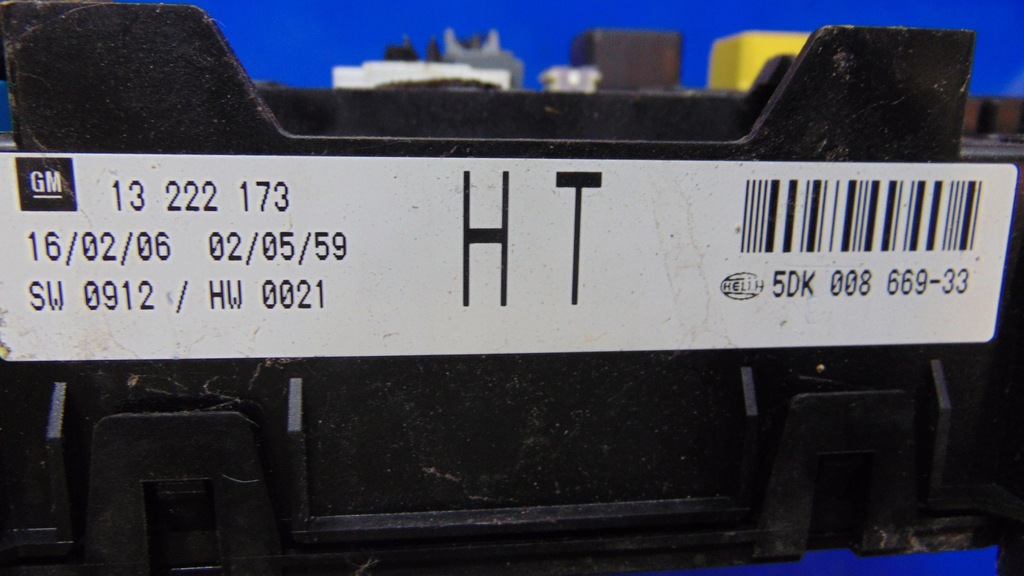 GM 13 222 173
16/02/06 02/05/59
SW 0912 / HW 0021
HT
HELLA 5DK 008 669-33